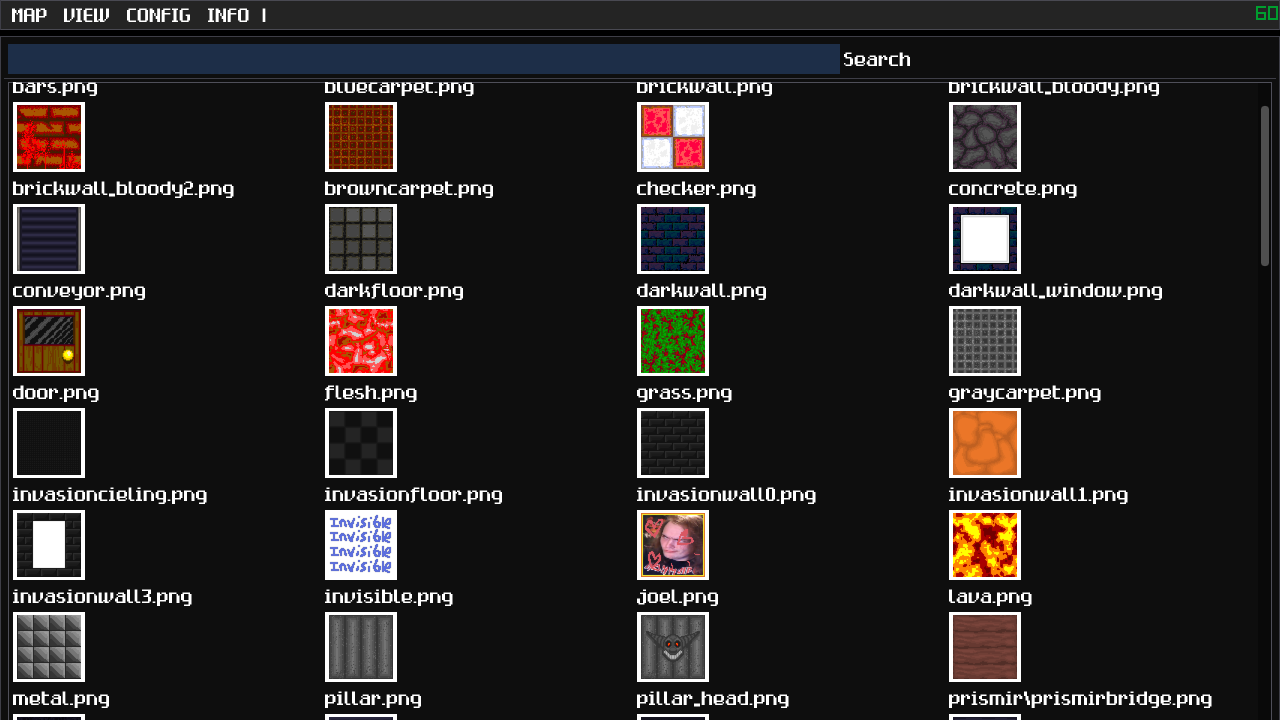 MAP VIEW CONFIG INFO | 60
Search
bars.png bluecarpet.png brickwall.png brickwall_bloody.png
brickwall_bloody2.png browncarpet.png checker.png concrete.png
conveyor.png darkfloor.png darkwall.png darkwall_window.png
door.png flesh.png grass.png graycarpet.png
invasioncieling.png invasionfloor.png invasionwall0.png invasionwall1.png
Invisible
Invisible
Invisible
Invisible
invasionwall3.png invisible.png joel.png lava.png
metal.png pillar.png pillar_head.png prismir\prismirbridge.png